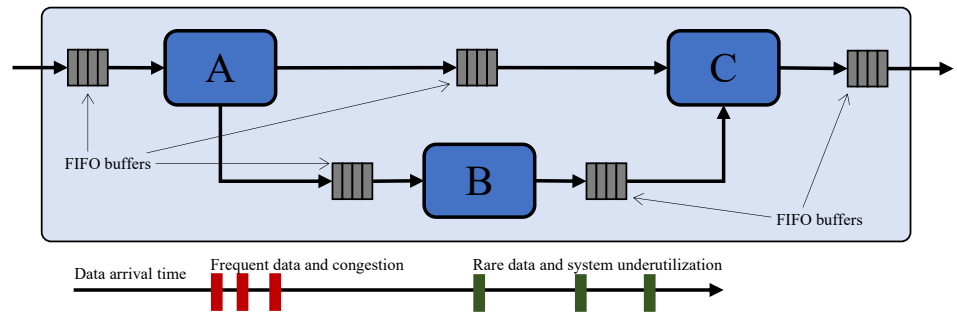 A
C
FIFO buffers
B
FIFO buffers
Data arrival time
Frequent data and congestion
Rare data and system underutilization